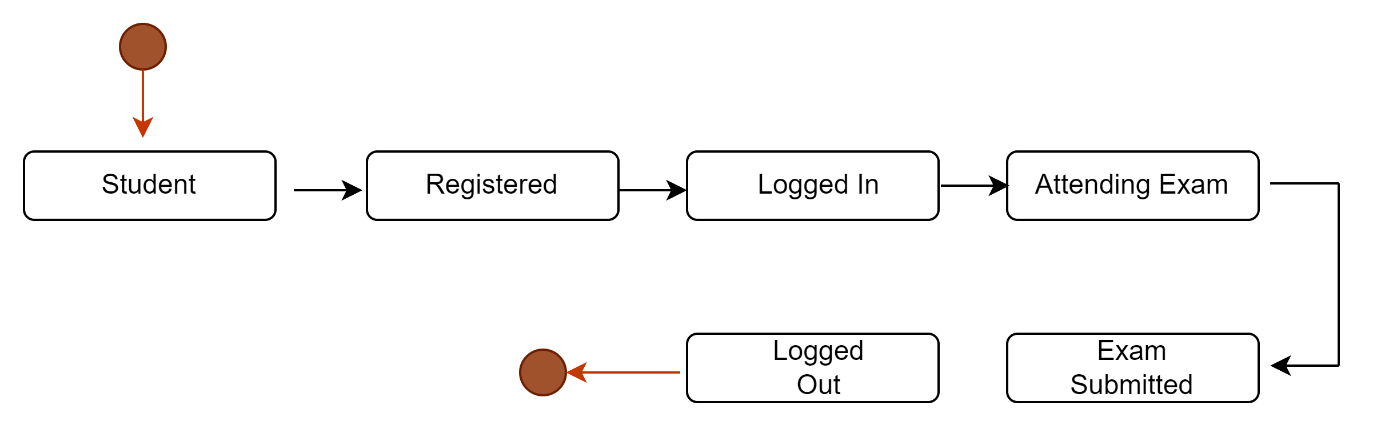 Student
Registered
Logged In
Attending Exam
Logged
Out
Exam
Submitted